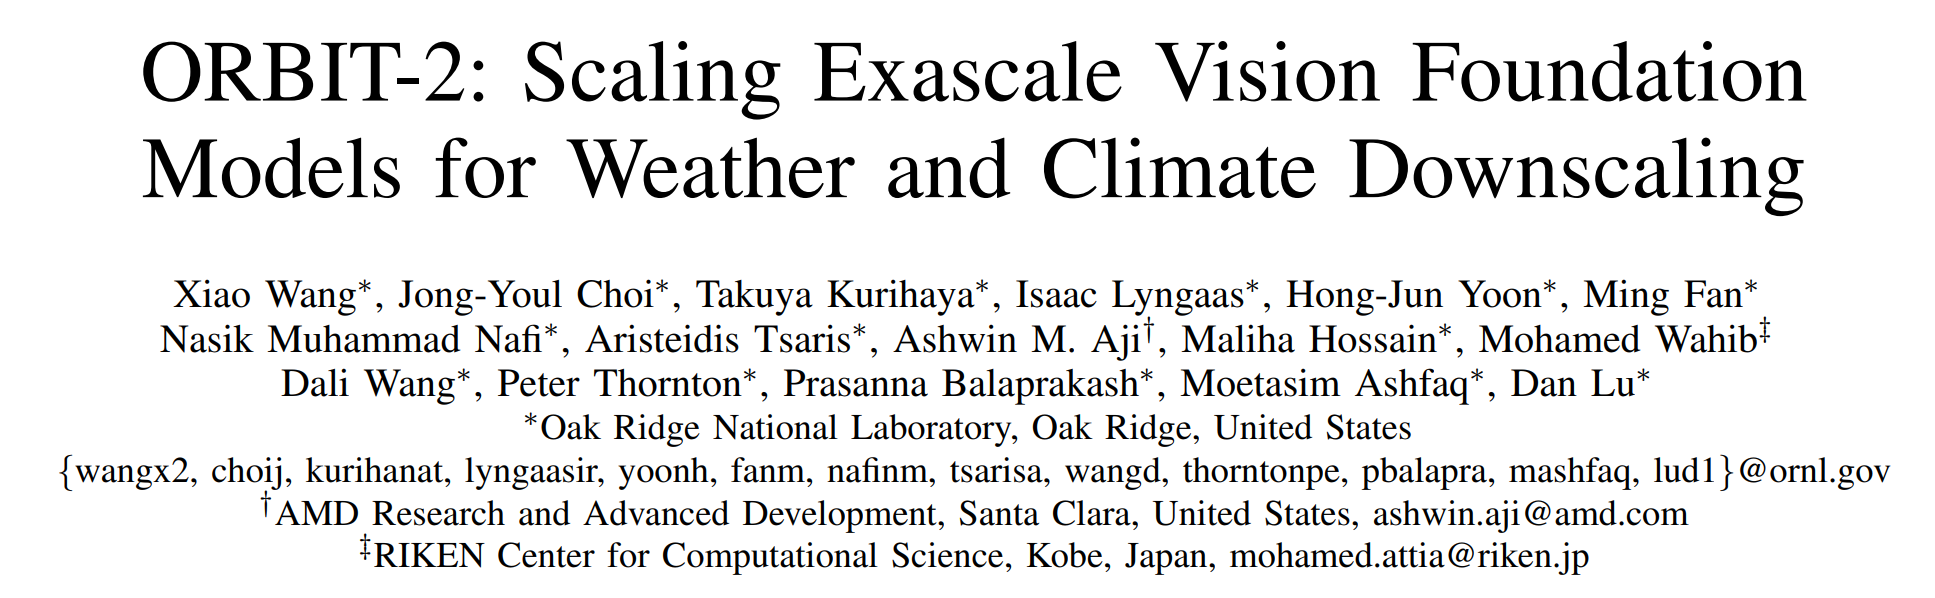 ORBIT-2: Scaling Exascale Vision Foundation
Models for Weather and Climate Downscaling
Xiao Wang*, Jong-Youl Choi*, Takuya Kurihaya*, Isaac Lyngaas*, Hong-Jun Yoon*, Ming Fan*
Nasik Muhammad Nafi*, Aristeidis Tsaris*, Ashwin M. Aji†, Maliha Hossain*, Mohamed Wahib‡
Dali Wang*, Peter Thornton*, Prasanna Balaprakash*, Moetasim Ashfaq*, Dan Lu*
*Oak Ridge National Laboratory, Oak Ridge, United States
{wangx2, choij, kurihanat, lyngaasir, yoonh, fanm, nafinm, tsarisa, wangd, thorntonpe, pbalapra, mashfaq, lud1}@ornl.gov
†AMD Research and Advanced Development, Santa Clara, United States, ashwin.aji@amd.com
‡RIKEN Center for Computational Science, Kobe, Japan, mohamed.attia@riken.jp